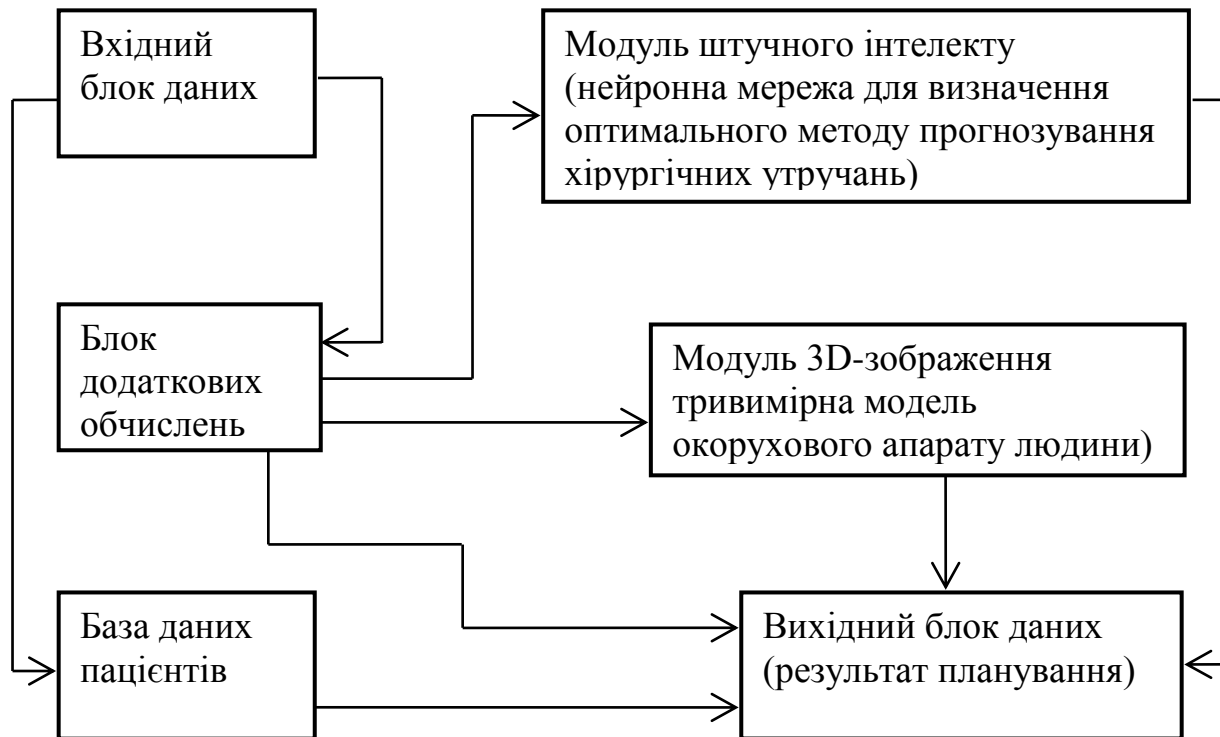 Вхідний
блок даних
Модуль штучного інтелекту
(нейронна мережа для визначення
оптимального методу прогнозування
хірургічних утручань)
Блок
додаткових
обчислень
Модуль 3D-зображення
тривимірна модель
окорухового апарату людини)
База даних
пацієнтів
Вихідний блок даних
(результат планування)